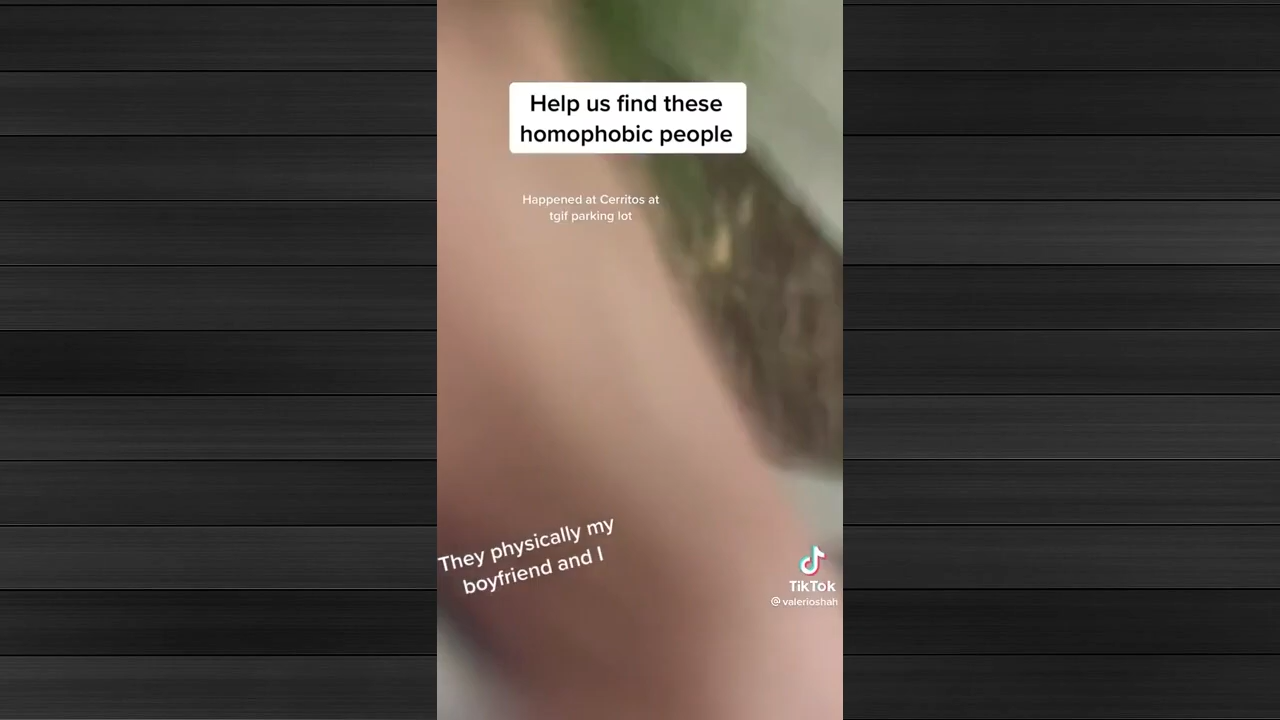 Help us find these
homophobic people
Happened at Cerritos at
tgif parking lot
They physically my
boyfriend and I
TikTok
@valerioshah